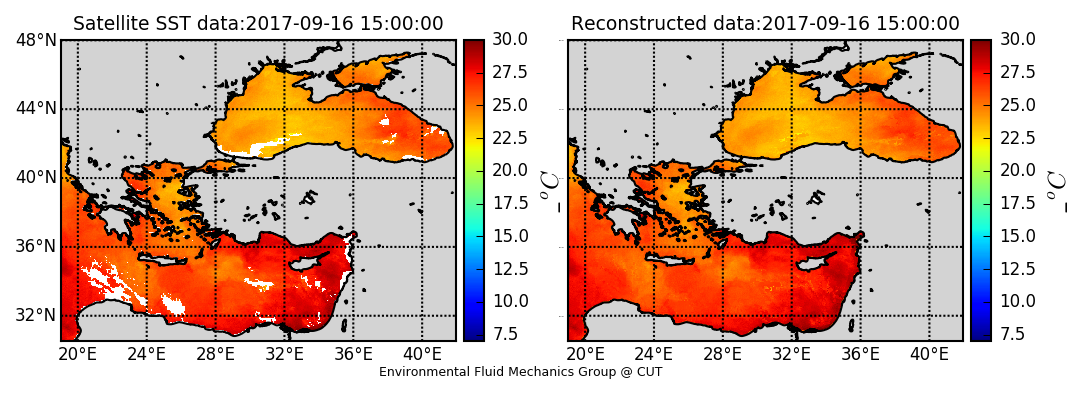 Satellite SST data:2017-09-16 15:00:00
48°N
44°N
40°N
36°N
32°N
20°E 24°E 28°E 32°E 36°E 40°E
30.0
27.5
25.0
22.5
20.0
17.5
15.0
12.5
10.0
7.5
_ °C
Reconstructed data:2017-09-16 15:00:00
20°E 24°E 28°E 32°E 36°E 40°E
30.0
27.5
25.0
22.5
20.0
17.5
15.0
12.5
10.0
7.5
_ °C
Environmental Fluid Mechanics Group @ CUT